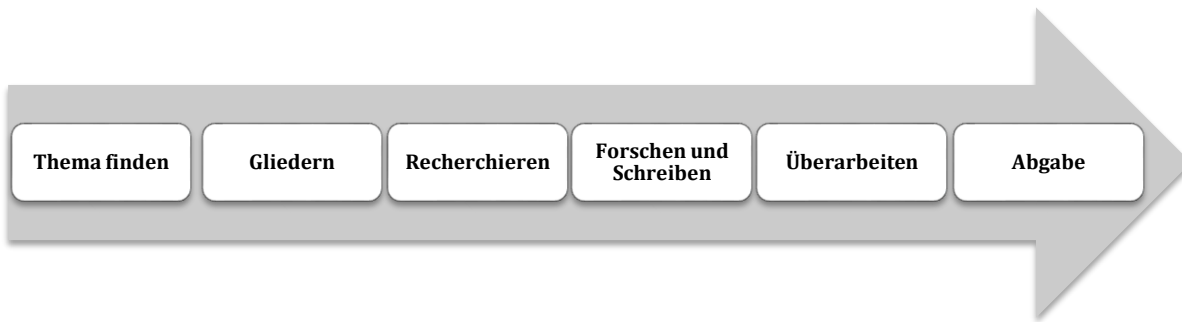 Thema finden
Gliedern
Recherchieren
Forschen und
Schreiben
Überarbeiten
Abgabe